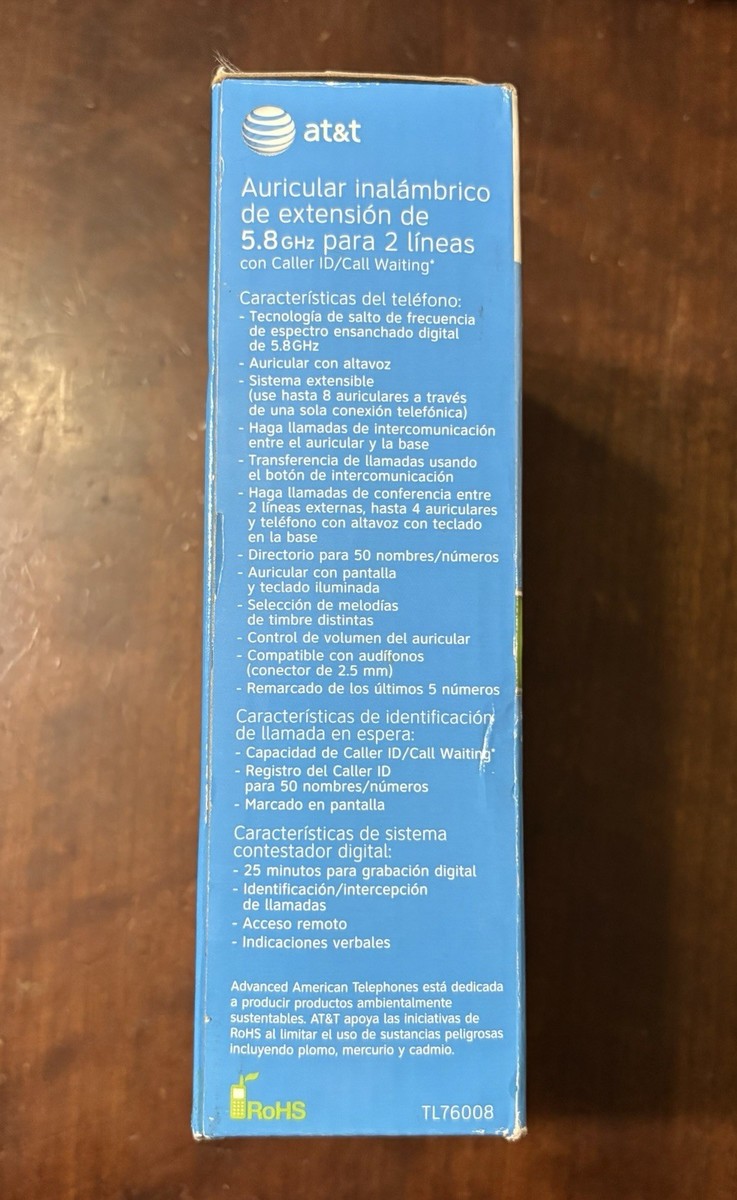 at&t
Auricular inalámbrico
de extensión de
5.8GHz para 2 líneas
con Caller ID/Call Waiting*
Características del teléfono:
- Tecnología de salto de frecuencia
de espectro ensanchado digital
de 5.8GHz
- Auricular con altavoz
- Sistema extensible
(use hasta 8 auriculares a través
de una sola conexión telefónica)
- Haga llamadas de intercomunicación
entre el auricular y la base
- Transferencia de llamadas usando
el botón de intercomunicación
- Haga llamadas de conferencia entre
2 líneas externas, hasta 4 auriculares
y teléfono con altavoz con teclado
en la base
- Directorio para 50 nombres/números
- Auricular con pantalla
y teclado iluminada
- Selección de melodías
de timbre distintas
- Control de volumen del auricular
- Compatible con audífonos
(conector de 2.5 mm)
- Remarcado de los últimos 5 números
Características de identificación
de llamada en espera:
- Capacidad de Caller ID/Call Waiting*
- Registro del Caller ID
para 50 nombres/números
- Marcado en pantalla
Características de sistema
contestador digital:
- 25 minutos para grabación digital
- Identificación/intercepción
de llamadas
- Acceso remoto
- Indicaciones verbales
Advanced American Telephones está dedicada
a producir productos ambientalmente
sustentables. AT&T apoya las iniciativas de
RoHS al limitar el uso de sustancias peligrosas
incluyendo plomo, mercurio y cadmio.
RoHS
TL76008